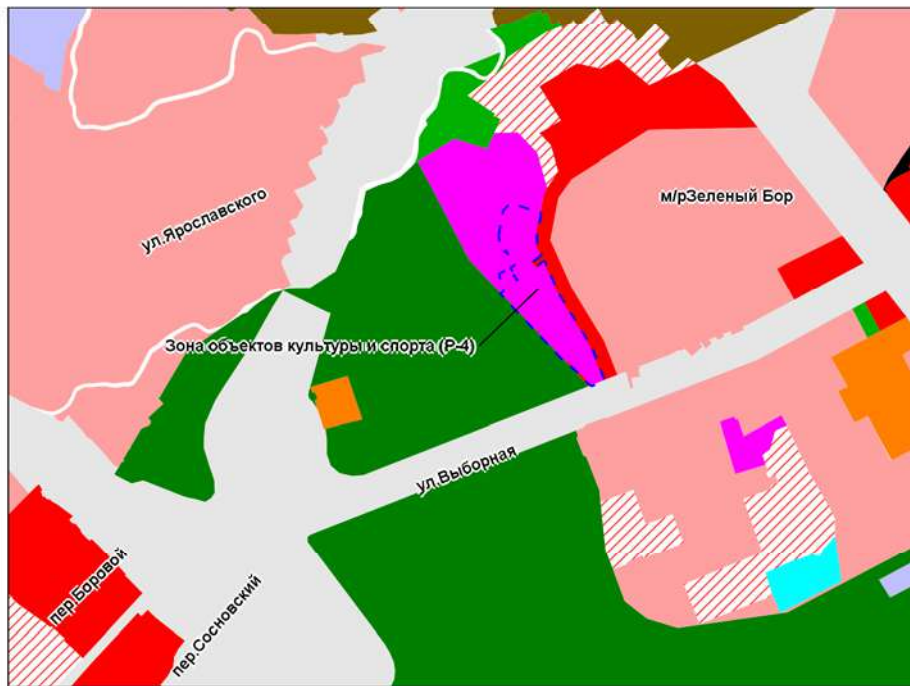 ул.Ярославского
м/рЗеленый Бор
Зона объектов культуры и спорта (Р-4)
ул.Выборная
пер.Боровой
пер.Сосновский